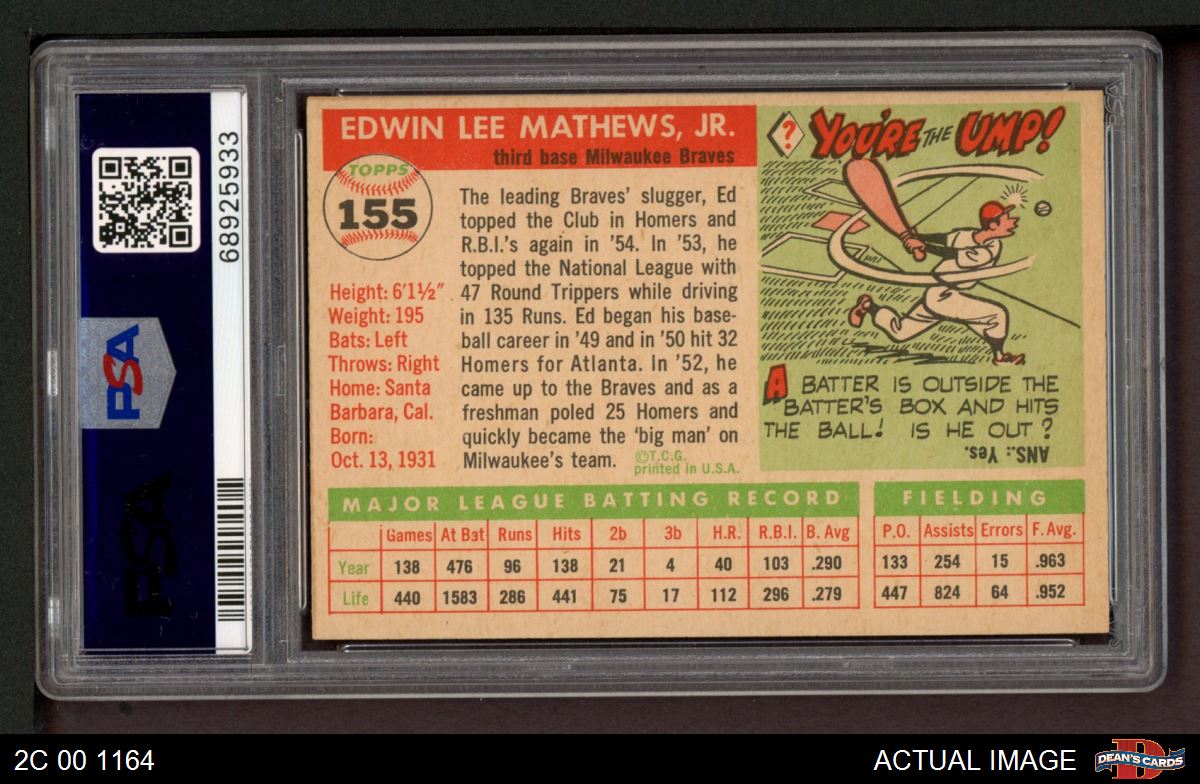 68925933
PSA
PSA
EDWIN LEE MATHEWS, JR.
third base Milwaukee Braves
TOPPS
155
Height: 6'1½"
Weight: 195
Bats: Left
Throws: Right
Home: Santa
Barbara, Cal.
Born:
Oct. 13, 1931
The leading Braves' slugger, Ed
topped the Club in Homers and
R.B.I.'s again in '54. In '53, he
topped the National League with
47 Round Trippers while driving
in 135 Runs. Ed began his base-
ball career in '49 and in '50 hit 32
Homers for Atlanta. In '52, he
came up to the Braves and as a
freshman poled 25 Homers and
quickly became the 'big man' on
Milwaukee's team.
©T.C.G.
printed in U.S.A.
? YOU'RE THE UMP!
A BATTER IS OUTSIDE THE
BATTER'S BOX AND HITS
THE BALL! IS HE OUT?
ANS.: Yes.
MAJOR LEAGUE BATTING RECORD
Games At Bat Runs Hits 2b 3b H.R. R.B.I. B. Avg
Year 138 476 96 138 21 4 40 103 .290
Life 440 1583 286 441 75 17 112 296 .279
FIELDING
P.O. Assists Errors F. Avg.
133 254 15 .963
447 824 64 .952
2C 00 1164
ACTUAL IMAGE
DEAN'S CARDS